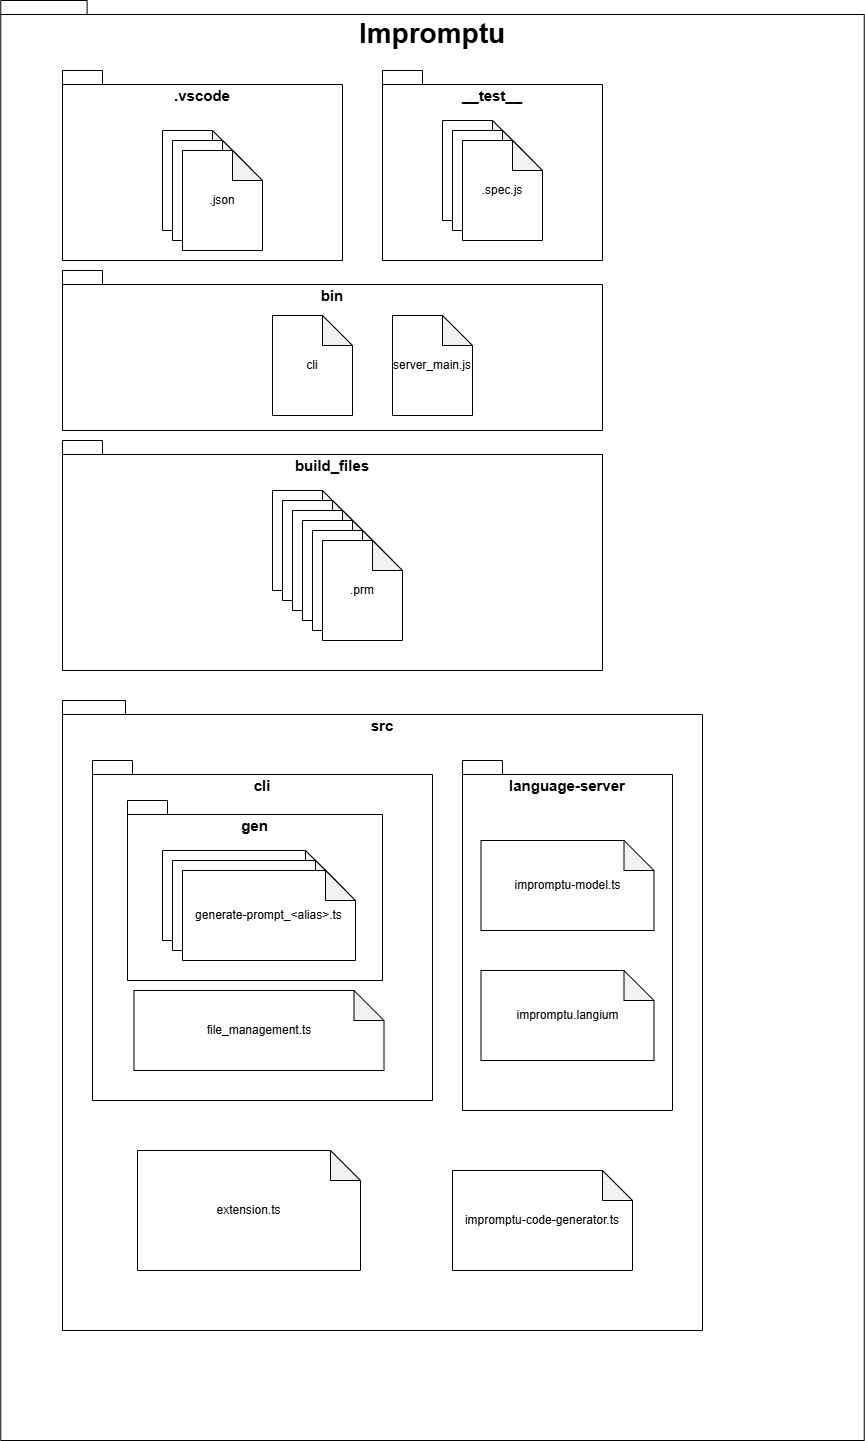 Impromptu
.vscode
__test__
.json
.spec.js
bin
cli
server_main.js
build_files
.prm
src
cli
language-server
gen
generate-prompt_<alias>.ts
impromptu-model.ts
file_management.ts
impromptu.langium
extension.ts
impromptu-code-generator.ts